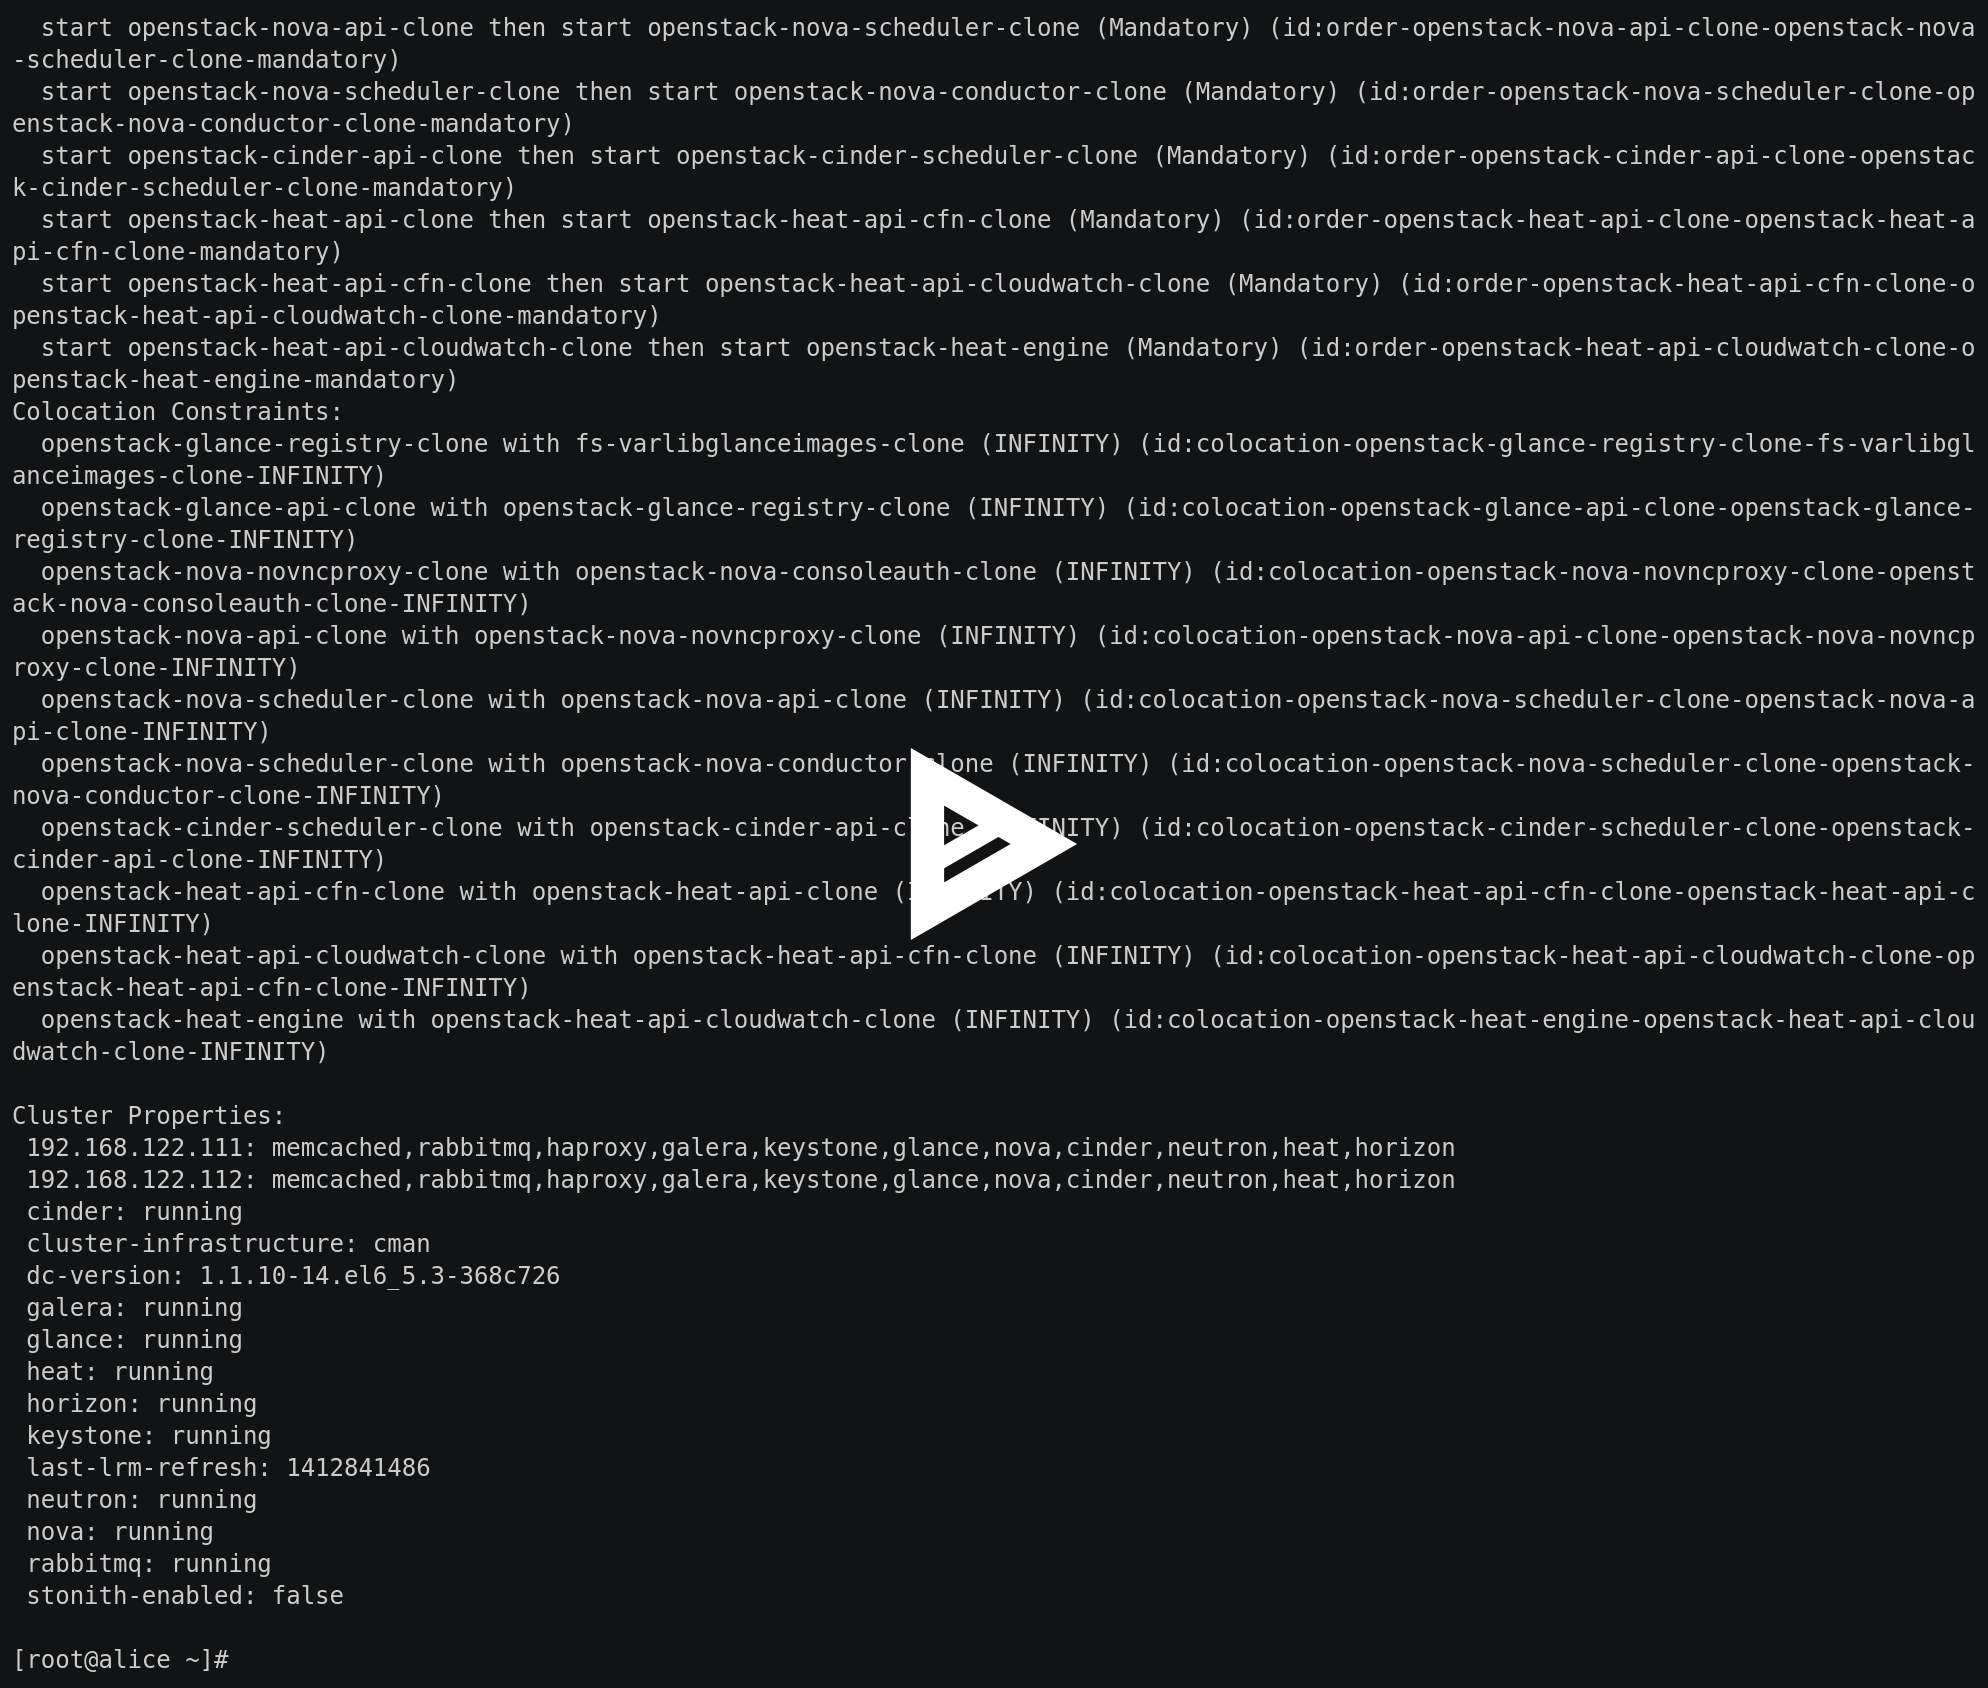 start openstack-nova-api-clone then start openstack-nova-scheduler-clone (Mandatory) (id:order-openstack-nova-api-clone-openstack-nova
-scheduler-clone-mandatory)
  start openstack-nova-scheduler-clone then start openstack-nova-conductor-clone (Mandatory) (id:order-openstack-nova-scheduler-clone-op
enstack-nova-conductor-clone-mandatory)
  start openstack-cinder-api-clone then start openstack-cinder-scheduler-clone (Mandatory) (id:order-openstack-cinder-api-clone-openstac
k-cinder-scheduler-clone-mandatory)
  start openstack-heat-api-clone then start openstack-heat-api-cfn-clone (Mandatory) (id:order-openstack-heat-api-clone-openstack-heat-a
pi-cfn-clone-mandatory)
  start openstack-heat-api-cfn-clone then start openstack-heat-api-cloudwatch-clone (Mandatory) (id:order-openstack-heat-api-cfn-clone-o
penstack-heat-api-cloudwatch-clone-mandatory)
  start openstack-heat-api-cloudwatch-clone then start openstack-heat-engine (Mandatory) (id:order-openstack-heat-api-cloudwatch-clone-o
penstack-heat-engine-mandatory)
Colocation Constraints:
  openstack-glance-registry-clone with fs-varlibglanceimages-clone (INFINITY) (id:colocation-openstack-glance-registry-clone-fs-varlibgl
anceimages-clone-INFINITY)
  openstack-glance-api-clone with openstack-glance-registry-clone (INFINITY) (id:colocation-openstack-glance-api-clone-openstack-glance-
registry-clone-INFINITY)
  openstack-nova-novncproxy-clone with openstack-nova-consoleauth-clone (INFINITY) (id:colocation-openstack-nova-novncproxy-clone-openst
ack-nova-consoleauth-clone-INFINITY)
  openstack-nova-api-clone with openstack-nova-novncproxy-clone (INFINITY) (id:colocation-openstack-nova-api-clone-openstack-nova-novncp
roxy-clone-INFINITY)
  openstack-nova-scheduler-clone with openstack-nova-api-clone (INFINITY) (id:colocation-openstack-nova-scheduler-clone-openstack-nova-a
pi-clone-INFINITY)
  openstack-nova-scheduler-clone with openstack-nova-conductor-clone (INFINITY) (id:colocation-openstack-nova-scheduler-clone-openstack-
nova-conductor-clone-INFINITY)
  openstack-cinder-scheduler-clone with openstack-cinder-api-clone (INFINITY) (id:colocation-openstack-cinder-scheduler-clone-openstack-
cinder-api-clone-INFINITY)
  openstack-heat-api-cfn-clone with openstack-heat-api-clone (INFINITY) (id:colocation-openstack-heat-api-cfn-clone-openstack-heat-api-c
lone-INFINITY)
  openstack-heat-api-cloudwatch-clone with openstack-heat-api-cfn-clone (INFINITY) (id:colocation-openstack-heat-api-cloudwatch-clone-op
enstack-heat-api-cfn-clone-INFINITY)
  openstack-heat-engine with openstack-heat-api-cloudwatch-clone (INFINITY) (id:colocation-openstack-heat-engine-openstack-heat-api-clou
dwatch-clone-INFINITY)

Cluster Properties:
 192.168.122.111: memcached,rabbitmq,haproxy,galera,keystone,glance,nova,cinder,neutron,heat,horizon
 192.168.122.112: memcached,rabbitmq,haproxy,galera,keystone,glance,nova,cinder,neutron,heat,horizon
 cinder: running
 cluster-infrastructure: cman
 dc-version: 1.1.10-14.el6_5.3-368c726
 galera: running
 glance: running
 heat: running
 horizon: running
 keystone: running
 last-lrm-refresh: 1412841486
 neutron: running
 nova: running
 rabbitmq: running
 stonith-enabled: false

[root@alice ~]#